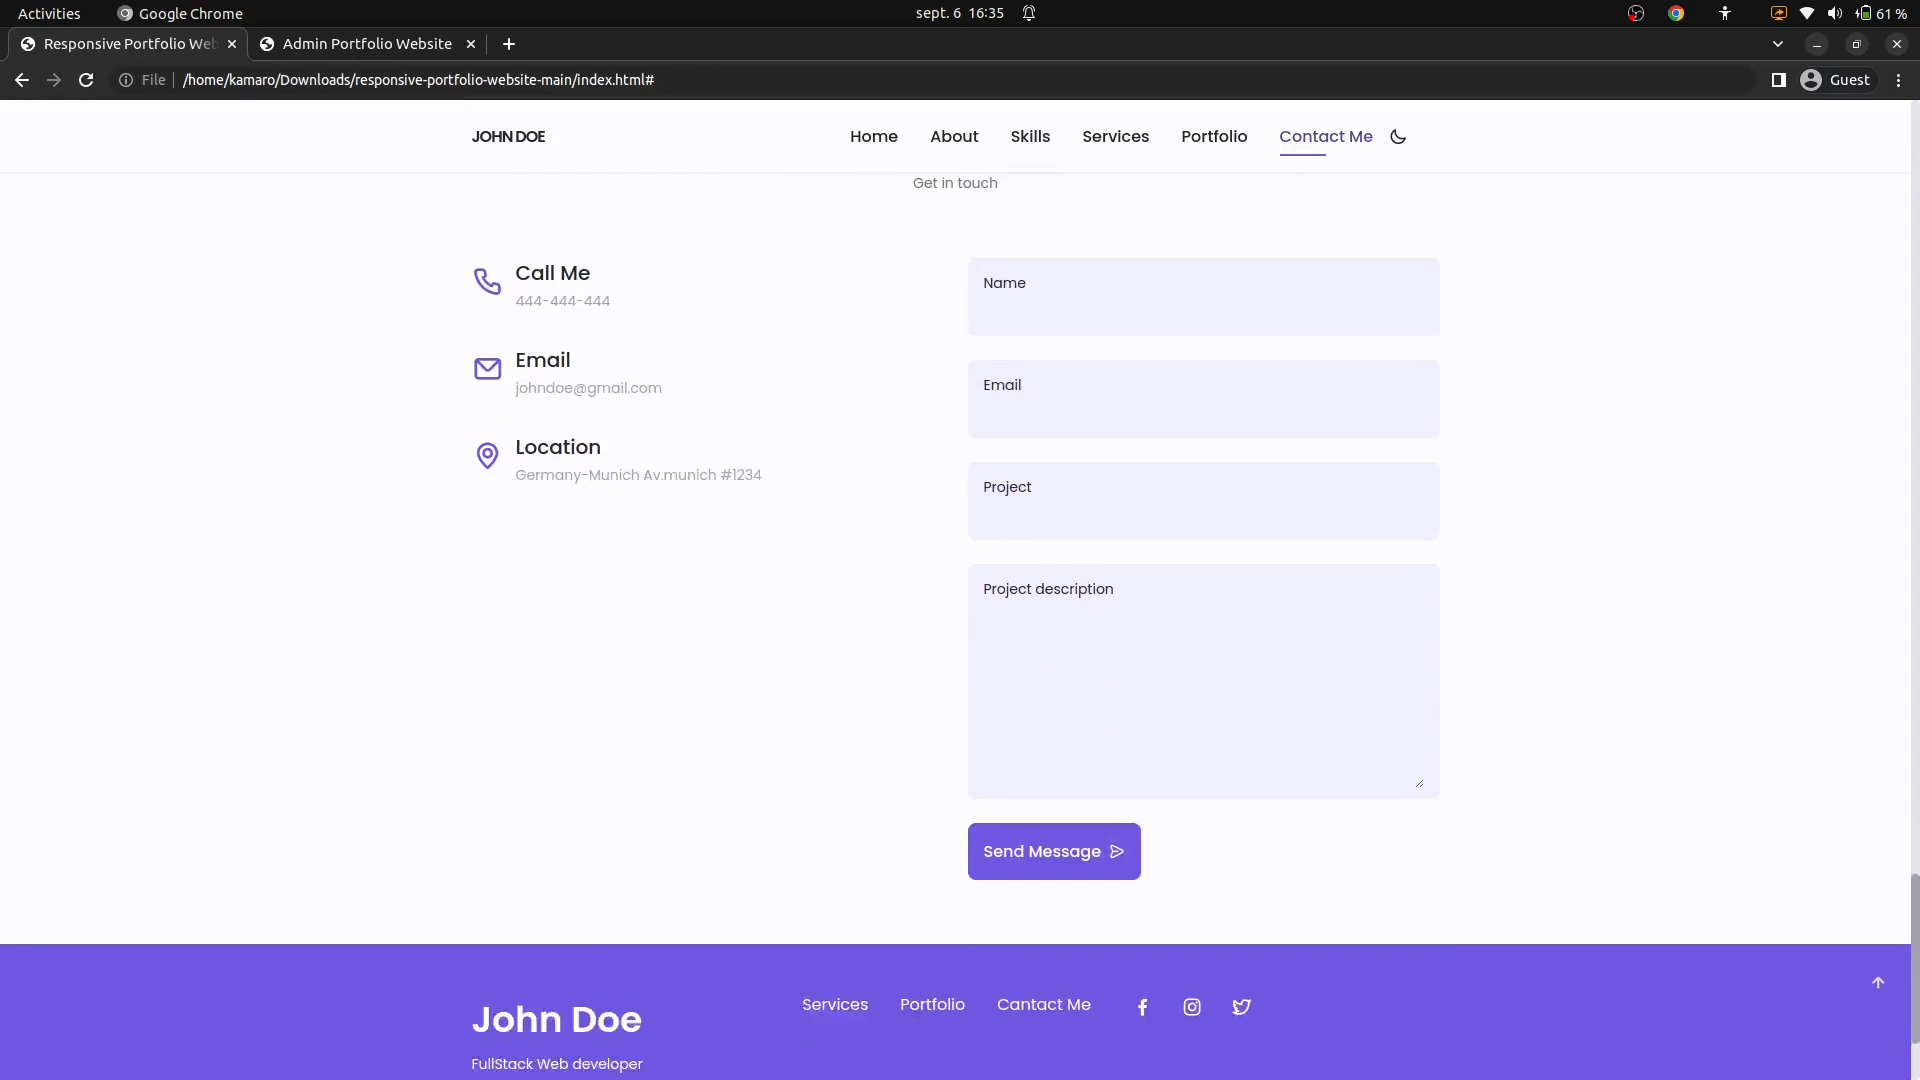 Activities Google Chrome sept. 6 16:35 61 %
Responsive Portfolio Web Admin Portfolio Website
File /home/kamaro/Downloads/responsive-portfolio-website-main/index.html# Guest
JOHN DOE Home About Skills Services Portfolio Contact Me
Get in touch
Call Me
444-444-444
Email
johndoe@gmail.com
Location
Germany-Munich Av.munich #1234
Name
Email
Project
Project description
Send Message
John Doe
FullStack Web developer
Services Portfolio Cantact Me